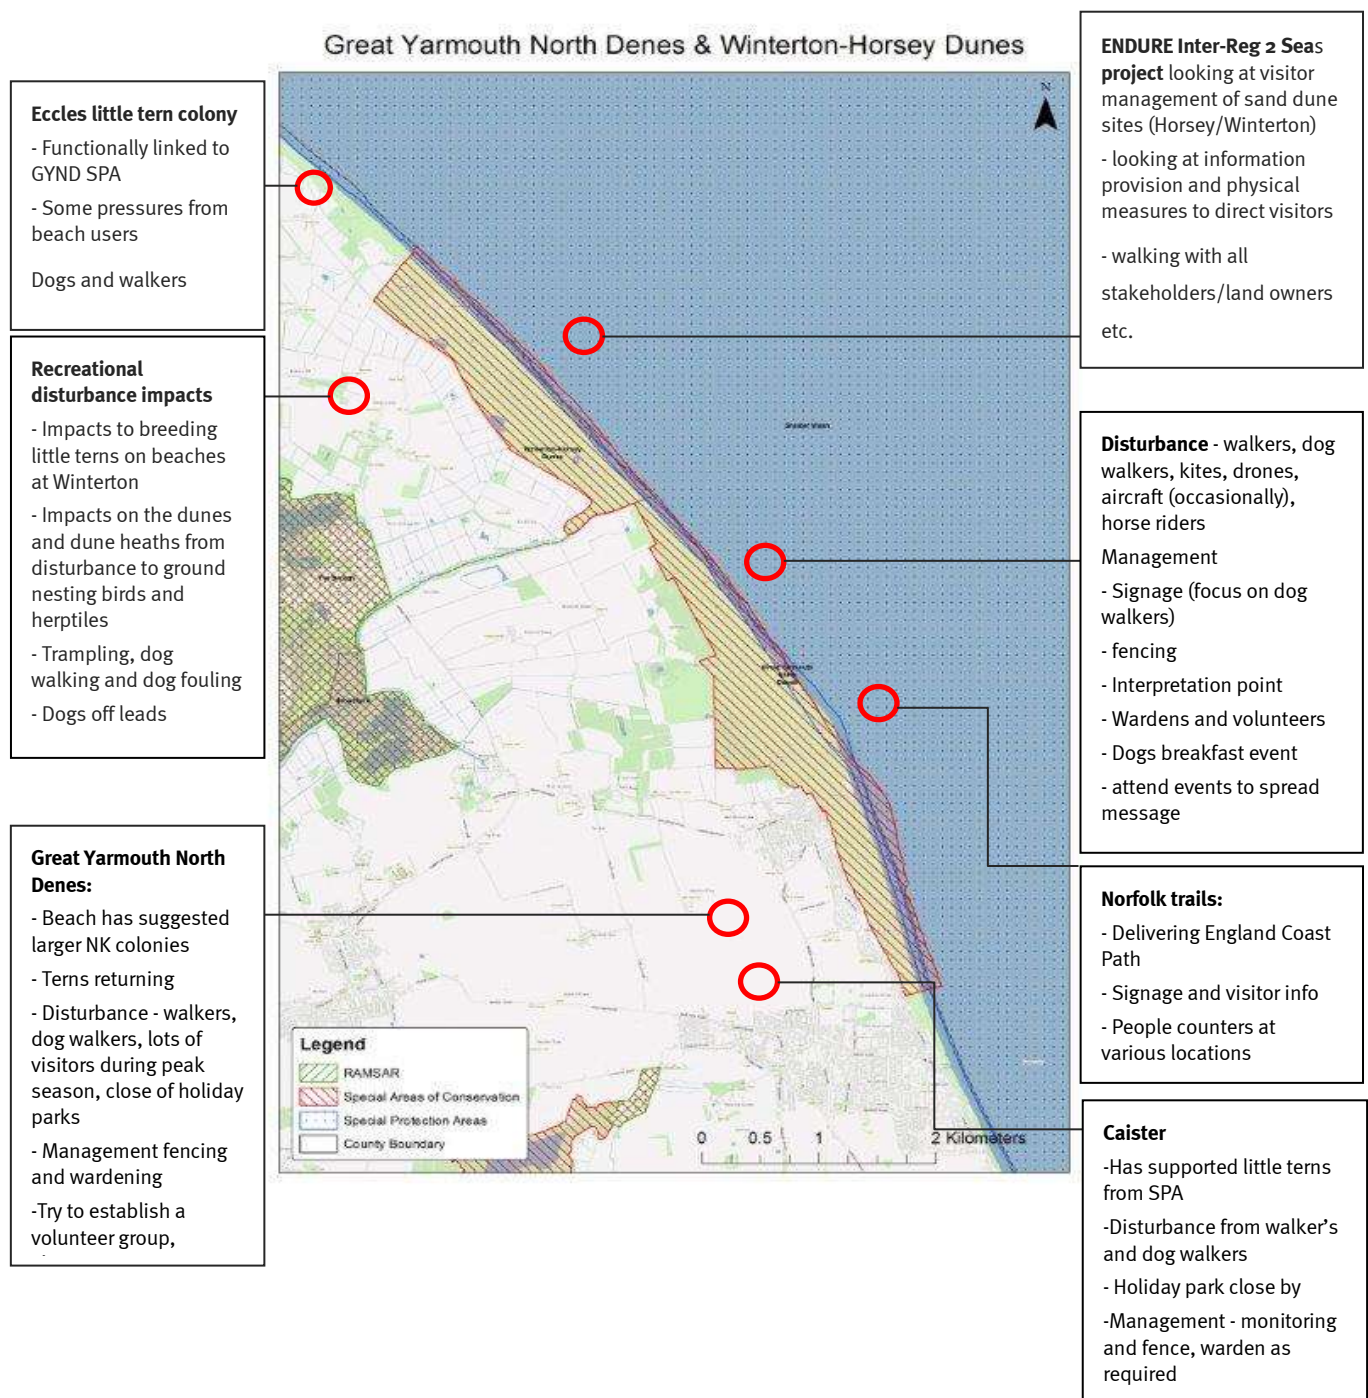 Great Yarmouth North Denes & Winterton-Horsey Dunes
Eccles little tern colony
- Functionally linked to
GYND SPA
- Some pressures from
beach users
Dogs and walkers
Recreational
disturbance impacts
- Impacts to breeding
little terns on beaches
at Winterton
- Impacts on the dunes
and dune heaths from
disturbance to ground
nesting birds and
herptiles
- Trampling, dog
walking and dog fouling
- Dogs off leads
Great Yarmouth North
Denes:
- Beach has suggested
larger NK colonies
- Terns returning
- Disturbance - walkers,
dog walkers, lots of
visitors during peak
season, close of holiday
parks
- Management fencing
and wardening
-Try to establish a
volunteer group,
N
Winterton-Horsey
Dunes
Great Yarmouth
North
Denes
Legend
RAMSAR
Special Areas of Conservation
Special Protection Areas
County Boundary
0 0.5 1 2 Kilometers
ENDURE Inter-Reg 2 Seas
project looking at visitor
management of sand dune
sites (Horsey/Winterton)
- looking at information
provision and physical
measures to direct visitors
- walking with all
stakeholders/land owners
etc.
Disturbance - walkers, dog
walkers, kites, drones,
aircraft (occasionally),
horse riders
Management
- Signage (focus on dog
walkers)
- fencing
- Interpretation point
- Wardens and volunteers
- Dogs breakfast event
- attend events to spread
message
Norfolk trails:
- Delivering England Coast
Path
- Signage and visitor info
- People counters at
various locations
Caister
-Has supported little terns
from SPA
-Disturbance from walker's
and dog walkers
- Holiday park close by
-Management - monitoring
and fence, warden as
required